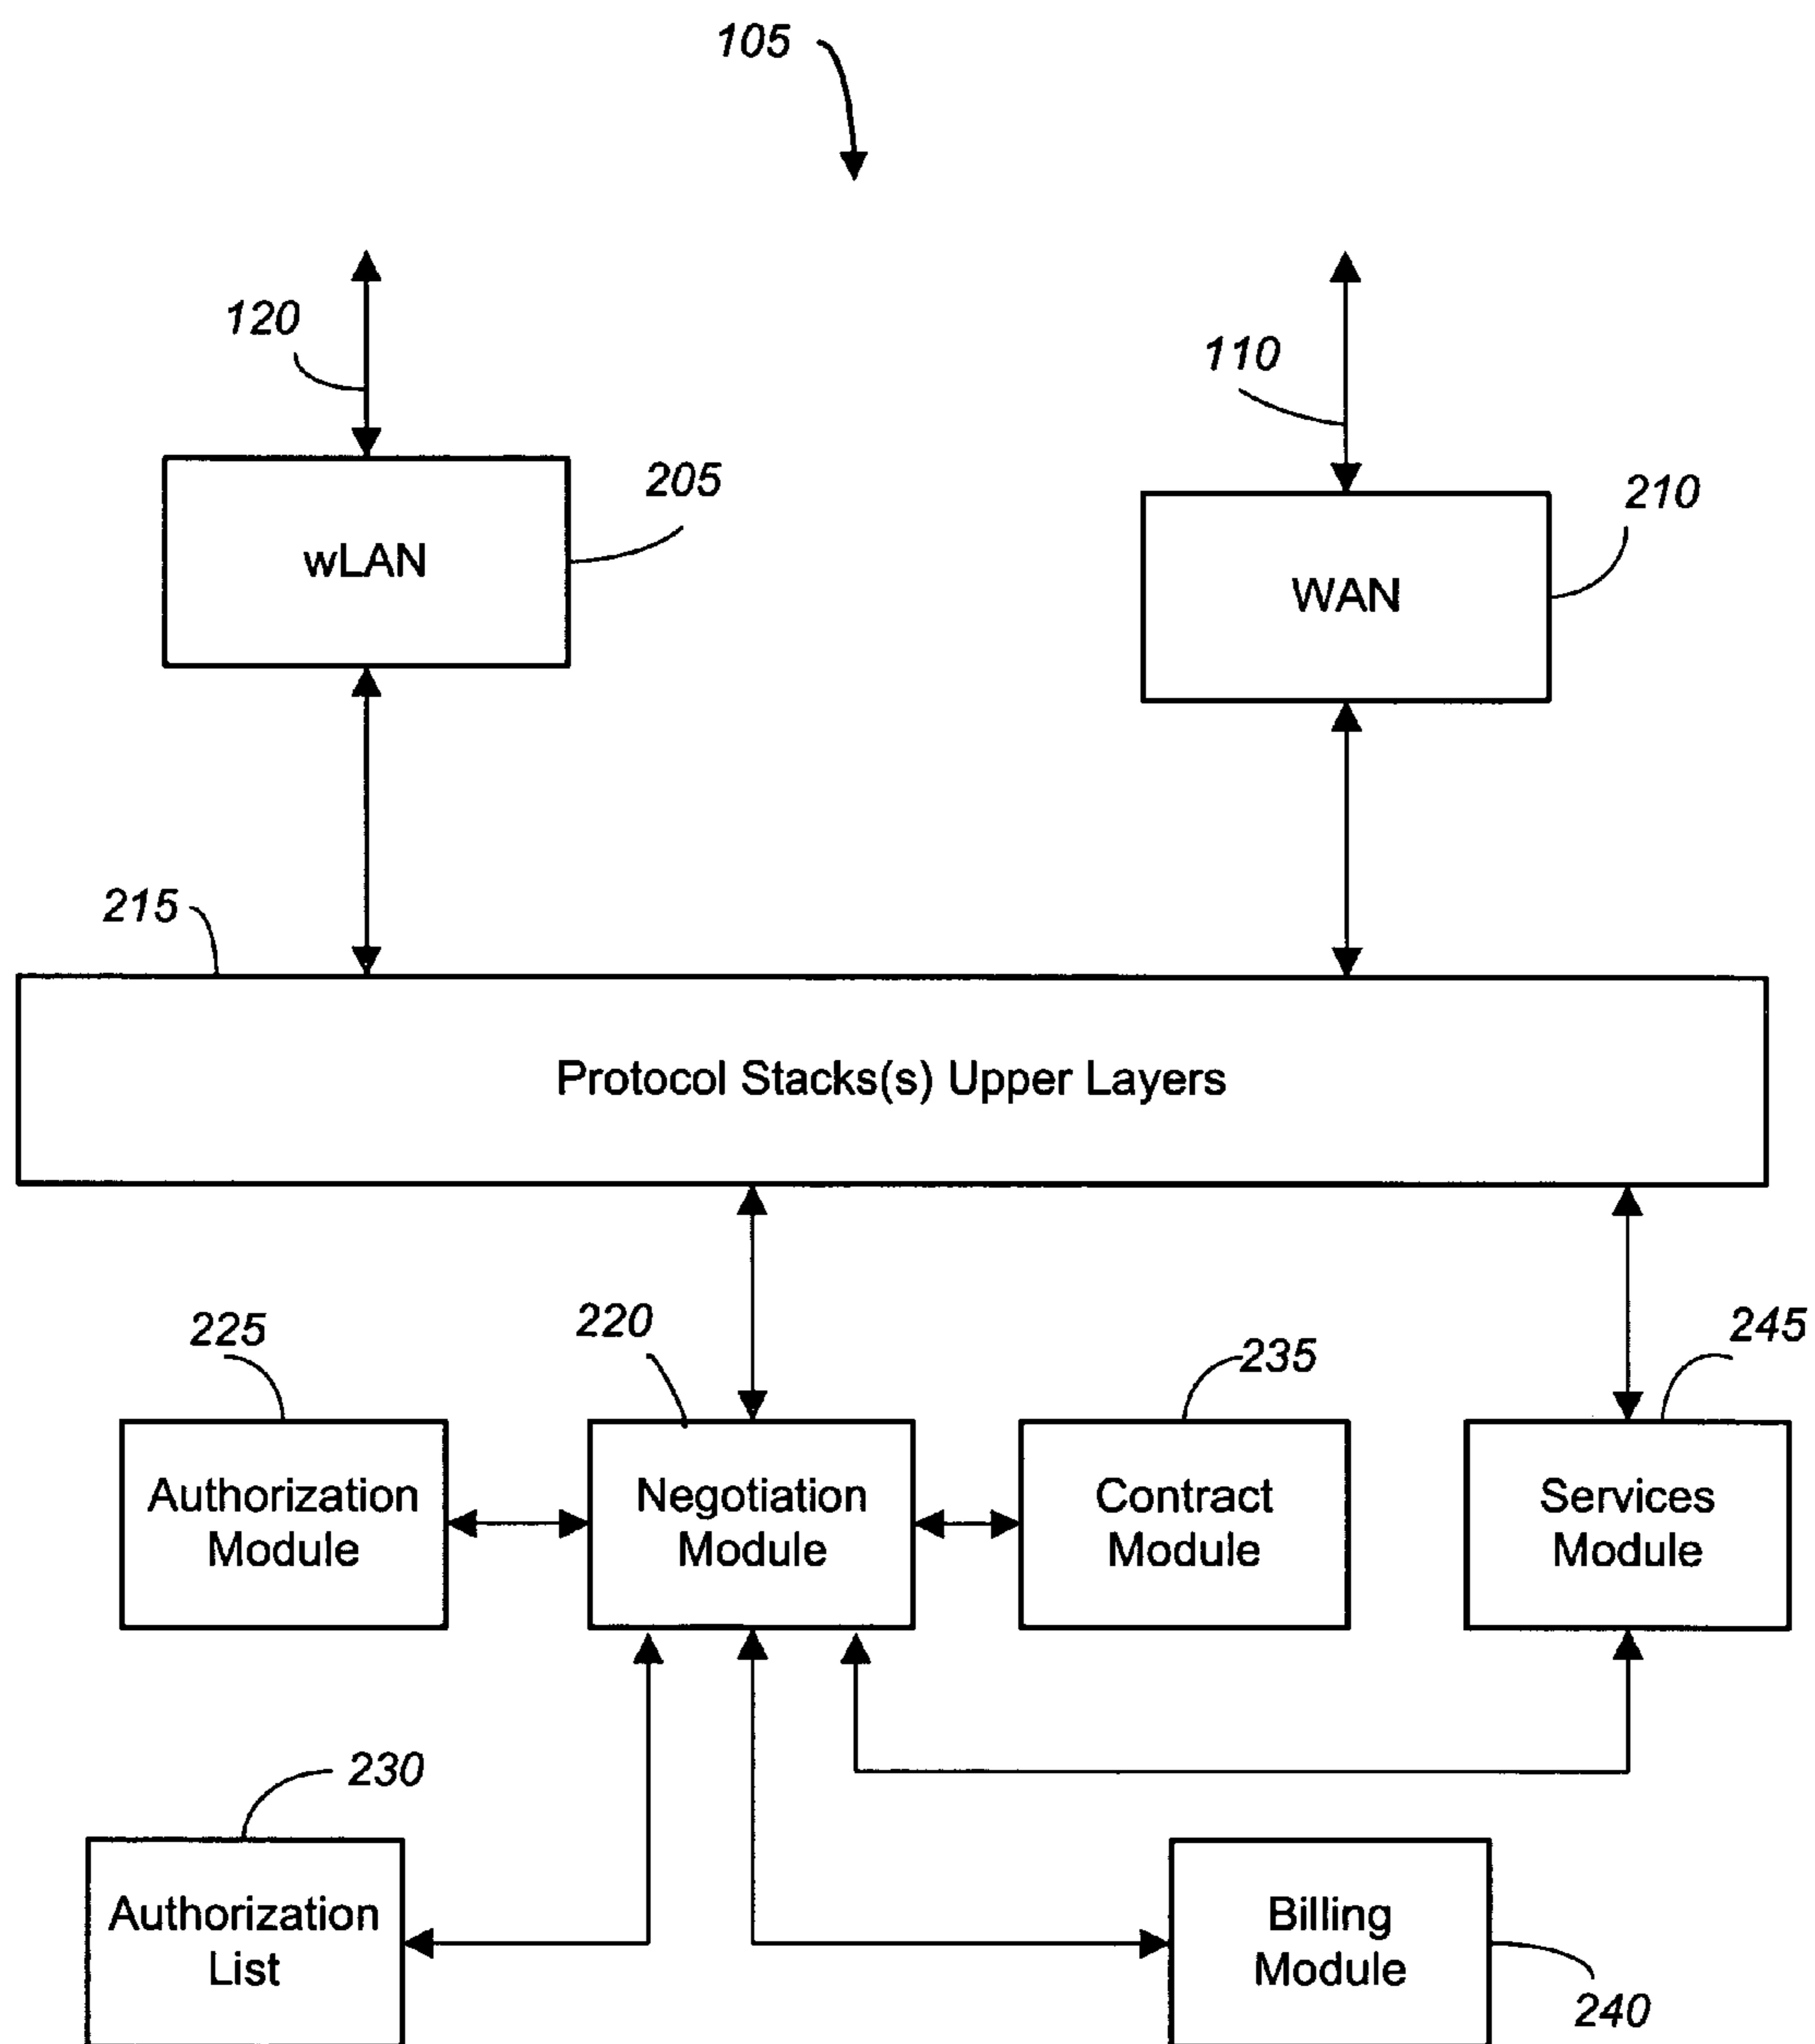 105
120
110
205
210
wLAN
WAN
215
Protocol Stacks(s) Upper Layers
225
220
235
245
Authorization
Module
Negotiation
Module
Contract
Module
Services
Module
230
Authorization
List
Billing
Module
240